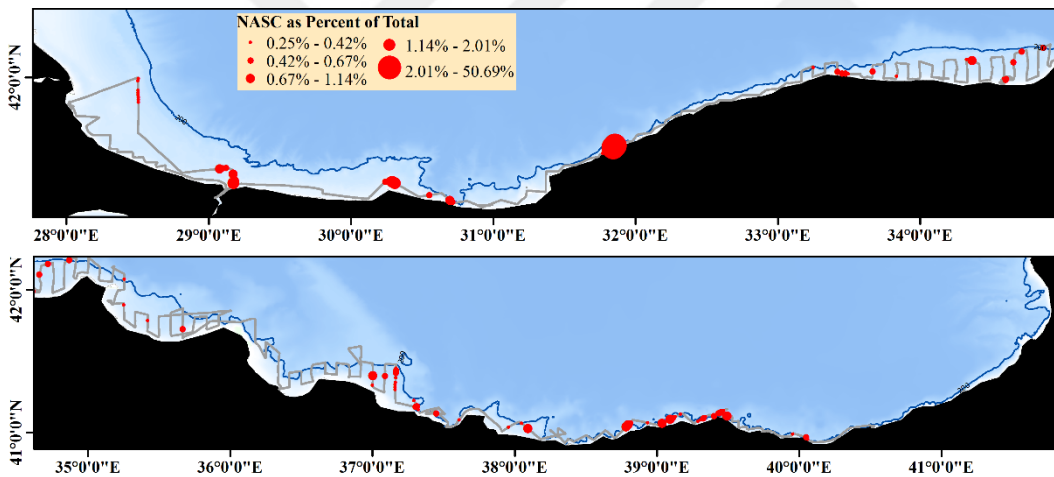 NASC as Percent of Total
0.25% - 0.42%
0.42% - 0.67%
0.67% - 1.14%
1.14% - 2.01%
2.01% - 50.69%
42°0'0"N
200
200
28°0'0"E 29°0'0"E 30°0'0"E 31°0'0"E 32°0'0"E 33°0'0"E 34°0'0"E
42°0'0"N
41°0'0"N
200
200
35°0'0"E 36°0'0"E 37°0'0"E 38°0'0"E 39°0'0"E 40°0'0"E 41°0'0"E